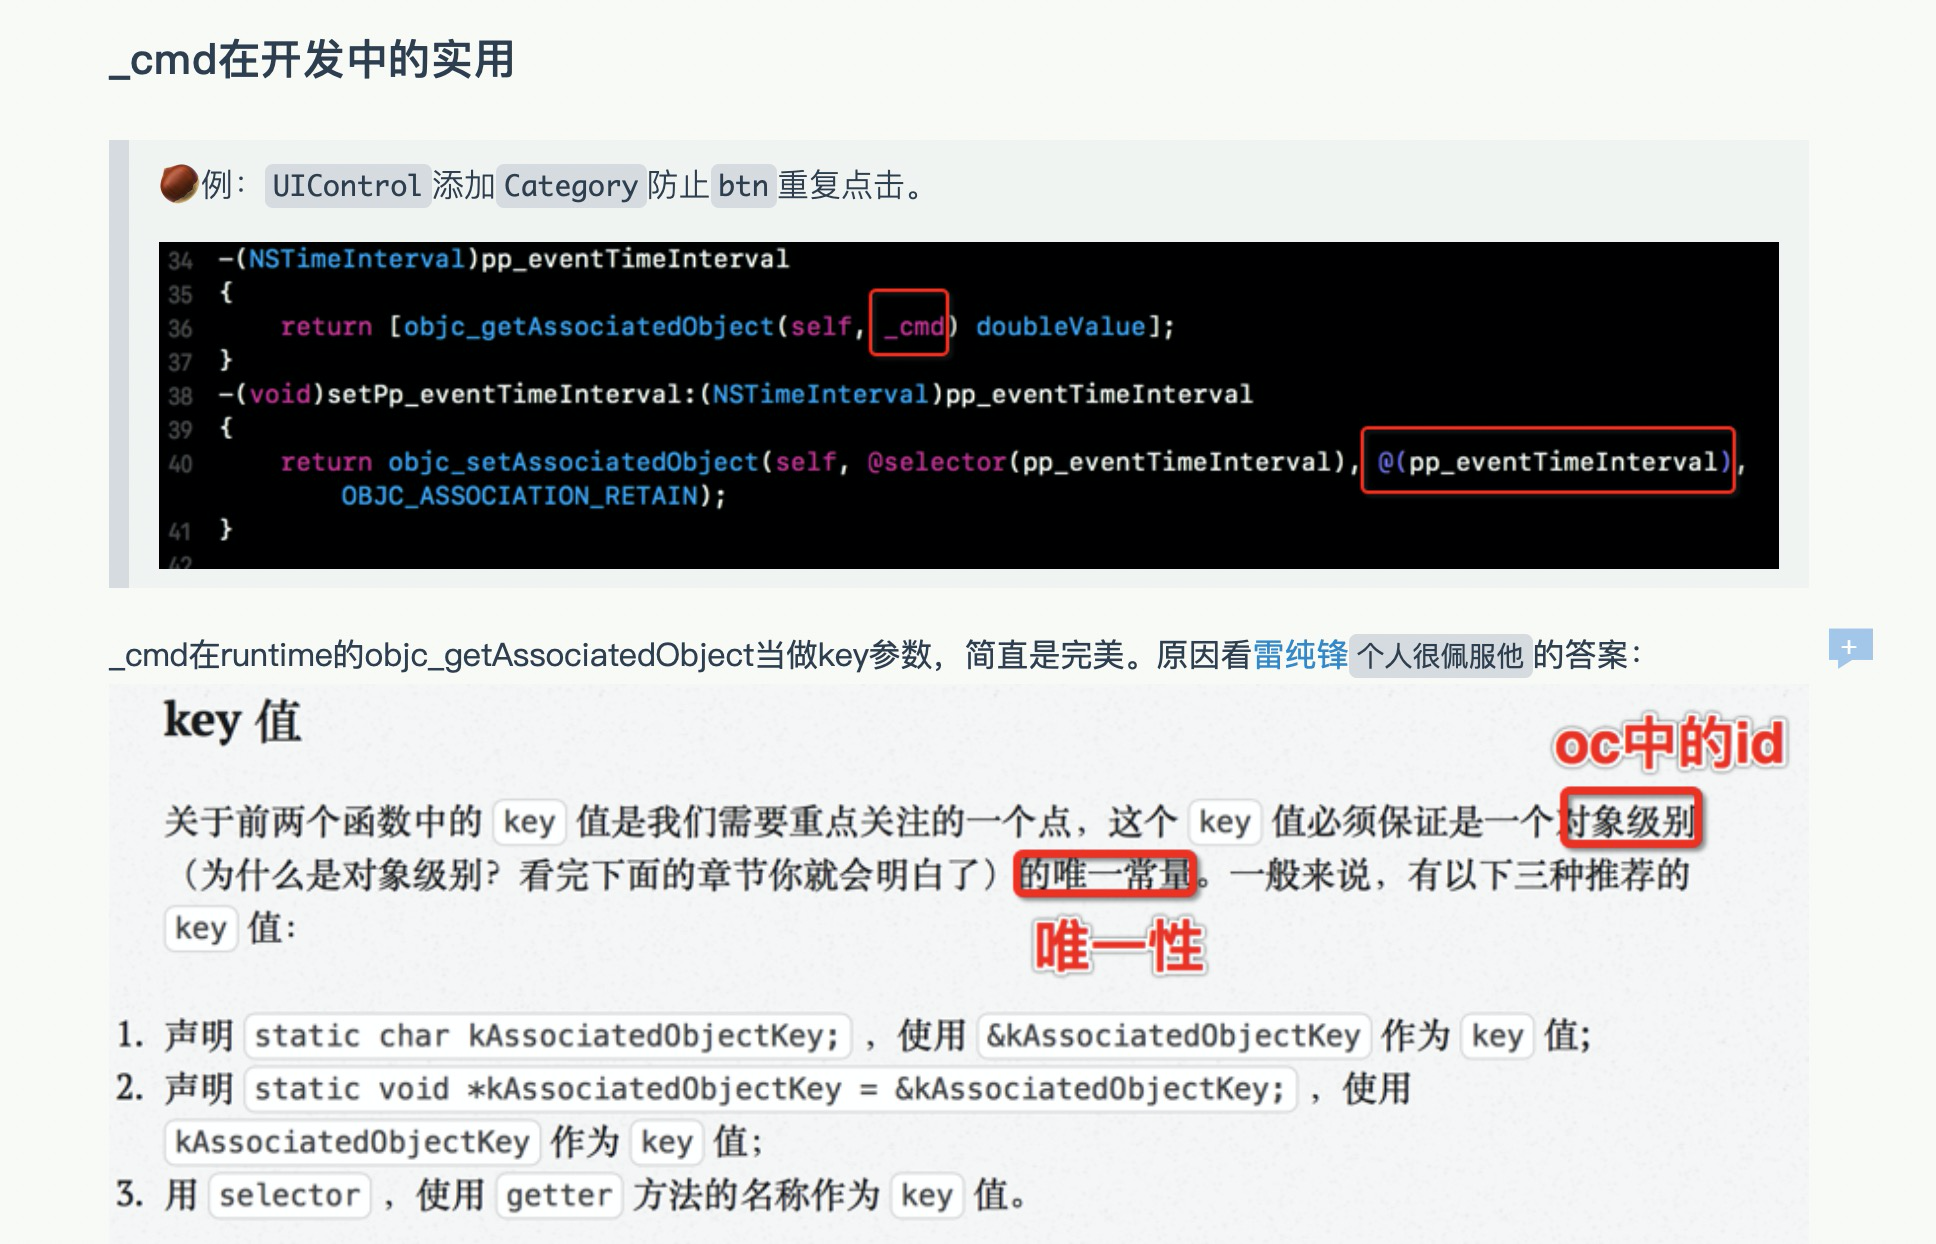 _cmd在开发中的实用
例：UIControl添加Category防止btn重复点击。
34 -(NSTimeInterval)pp_eventTimeInterval
35 {
36 return [objc_getAssociatedObject(self, _cmd) doubleValue];
37 }
38 -(void)setPp_eventTimeInterval:(NSTimeInterval)pp_eventTimeInterval
39 {
40 return objc_setAssociatedObject(self, @selector(pp_eventTimeInterval), @(pp_eventTimeInterval),
OBJC_ASSOCIATION_RETAIN);
41 }
42
_cmd在runtime的objc_getAssociatedObject当做key参数，简直是完美。原因看雷纯锋个人很佩服他的答案：
key 值
oc中的id
关于前两个函数中的 key 值是我们需要重点关注的一个点，这个 key 值必须保证是一个对象级别
（为什么是对象级别？看完下面的章节你就会明白了）的唯一常量。一般来说，有以下三种推荐的
key 值：
唯一性
1. 声明 static char kAssociatedObjectKey; ，使用 &kAssociatedObjectKey 作为 key 值；
2. 声明 static void *kAssociatedObjectKey = &kAssociatedObjectKey; ，使用
kAssociatedObjectKey 作为 key 值；
3. 用 selector ，使用 getter 方法的名称作为 key 值。